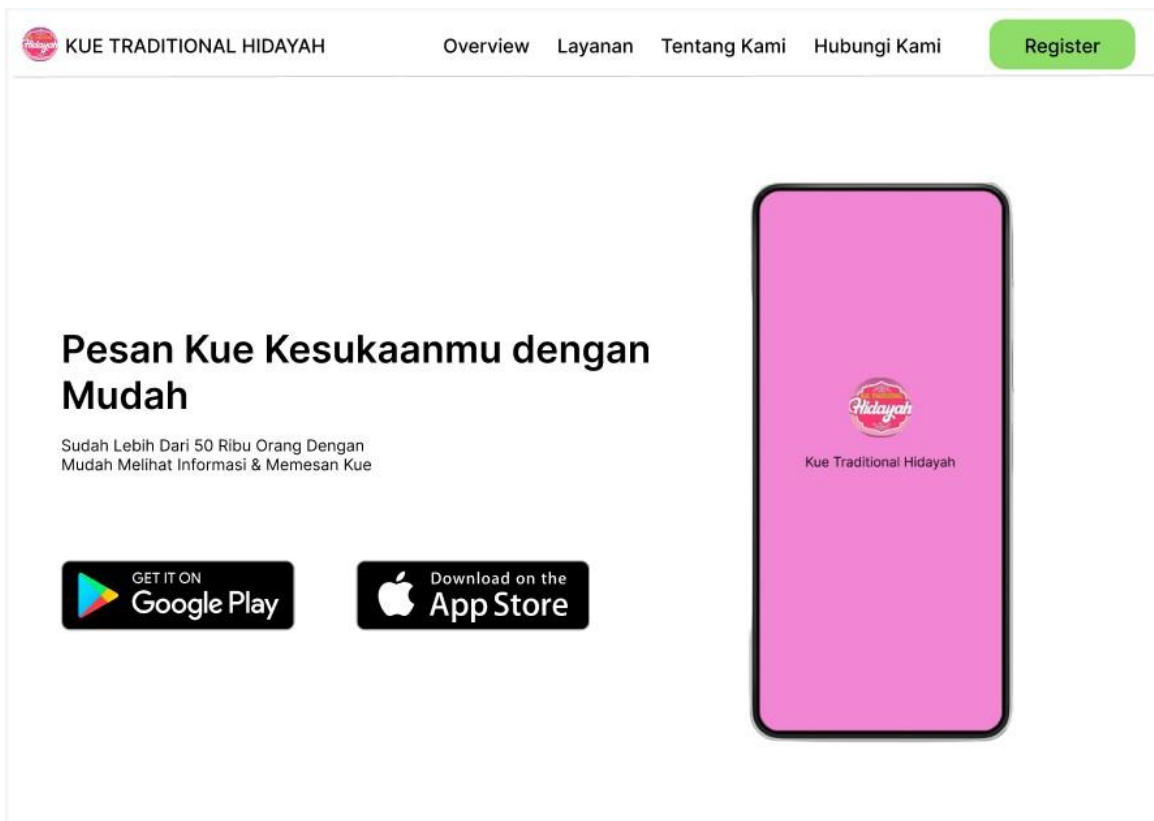 Hidayah
KUE TRADITIONAL HIDAYAH
Overview
Layanan
Tentang Kami
Hubungi Kami
Register
Pesan Kue Kesukaanmu dengan
Mudah
Sudah Lebih Dari 50 Ribu Orang Dengan
Mudah Melihat Informasi & Memesan Kue
GET IT ON
Google Play
Download on the
App Store
Hidayah
Kue Traditional Hidayah